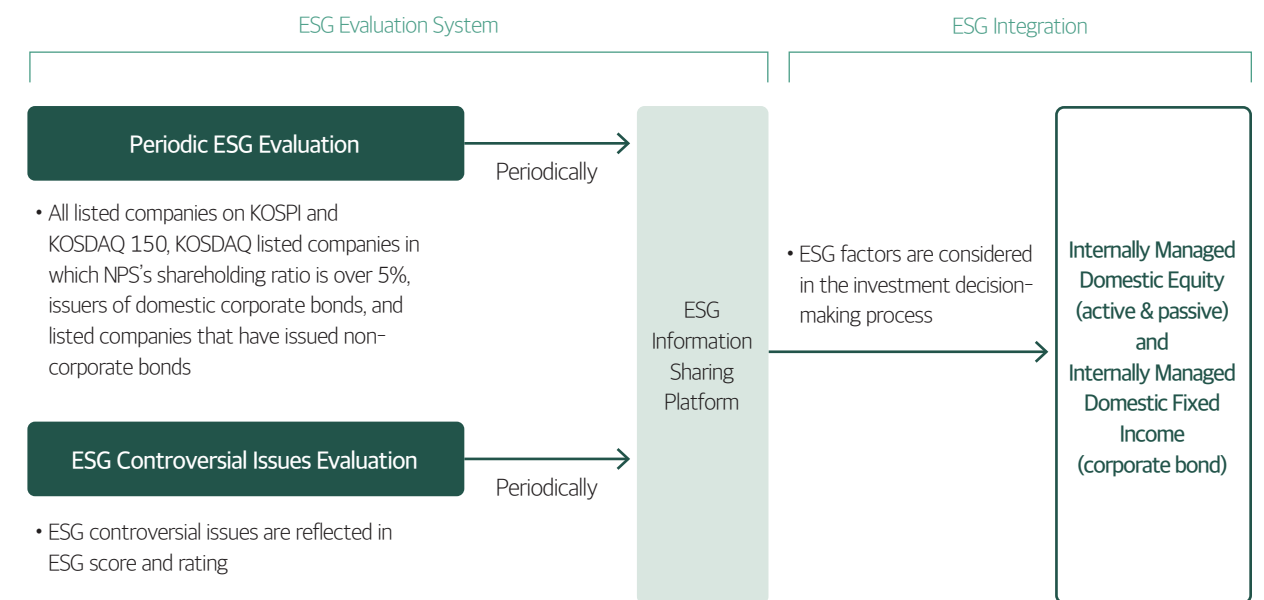 ESG Evaluation System
ESG Integration
Periodic ESG Evaluation
Periodically
• All listed companies on KOSPI and
KOSDAQ 150, KOSDAQ listed companies in
which NPS's shareholding ratio is over 5%,
issuers of domestic corporate bonds, and
listed companies that have issued non-
corporate bonds
ESG Controversial Issues Evaluation
Periodically
• ESG controversial issues are reflected in
ESG score and rating
ESG
Information
Sharing
Platform
• ESG factors are considered
in the investment decision-
making process
Internally Managed
Domestic Equity
(active & passive)
and
Internally Managed
Domestic Fixed
Income
(corporate bond)